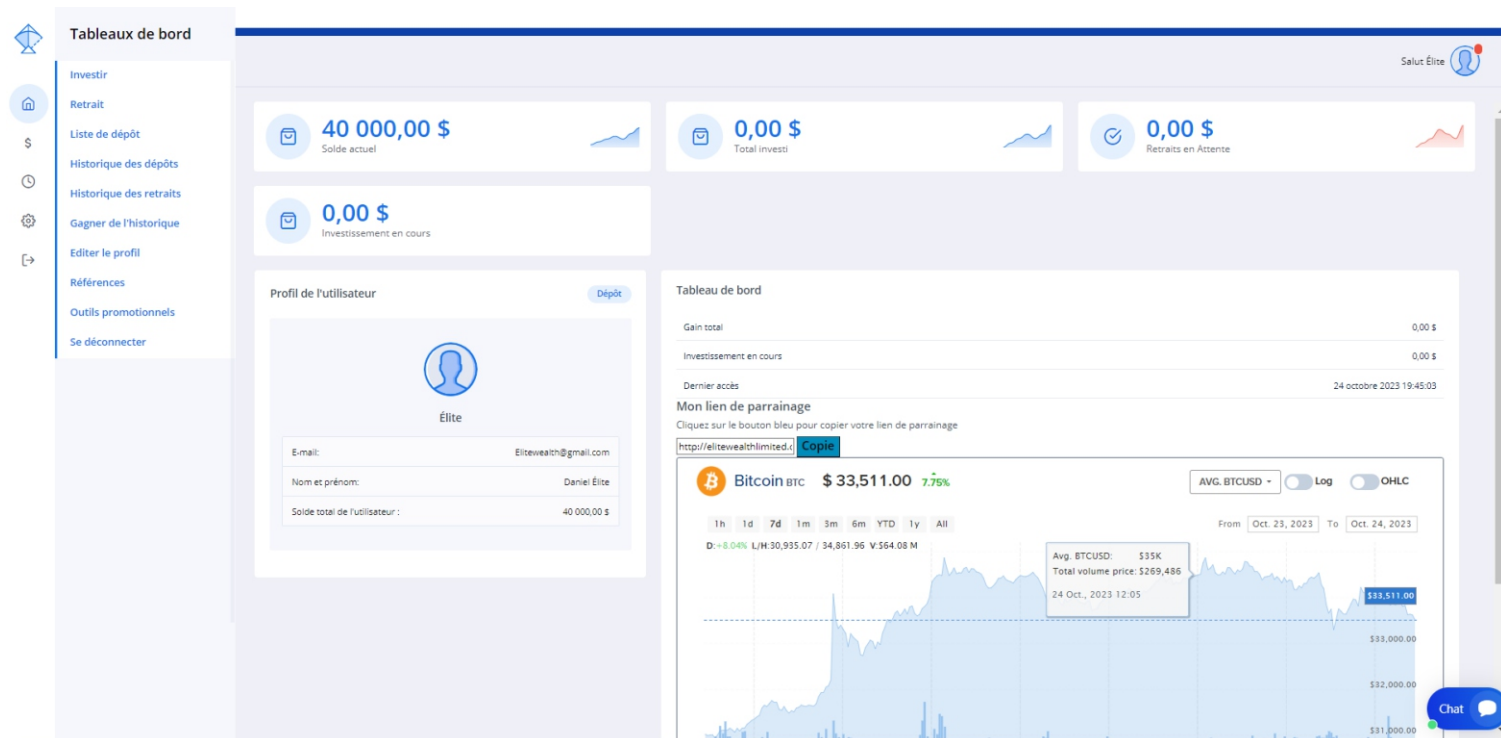 Tableaux de bord
Investir
Retrait
Liste de dépôt
Historique des dépôts
Historique des retraits
Gagner de l'historique
Editer le profil
Références
Outils promotionnels
Se déconnecter
Salut Élite
40 000,00 $
Solde actuel
0,00 $
Total investi
0,00 $
Retraits en Attente
0,00 $
Investissement en cours
Profil de l'utilisateur
Dépôt
Élite
E-mail: Elitewealth@gmail.com
Nom et prénom: Daniel Élite
Solde total de l'utilisateur : 40 000,00 $
Tableau de bord
Gain total 0,00 $
Investissement en cours 0,00 $
Dernier accès 24 octobre 2023 19:45:03
Mon lien de parrainage
Cliquez sur le bouton bleu pour copier votre lien de parrainage
http://elitewealthlimited.c Copie
Bitcoin BTC $ 33,511.00 7.75% AVG. BTCUSD Log OHLC
1h 1d 7d 1m 3m 6m YTD 1y All From Oct. 23, 2023 To Oct. 24, 2023
D:+8.04% L/H:30,935.07 / 34,861.96 V:$64.08 M
Avg. BTCUSD: $35K
Total volume price: $269,486
24 Oct., 2023 12:05
$33,511.00
$33,000.00
$32,000.00
$31,000.00
Chat